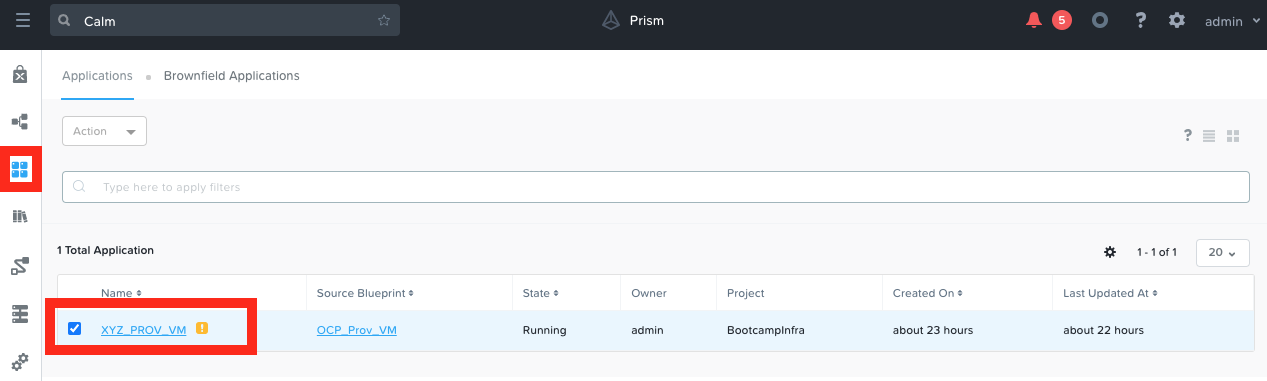 Calm
Prism
5
?
admin
Applications
Brownfield Applications
Action
?
Type here to apply filters
1 Total Application
1 - 1 of 1
20
Name Source Blueprint State Owner Project Created On Last Updated At
XYZ_PROV_VM ! OCP_Prov_VM Running admin BootcampInfra about 23 hours about 22 hours